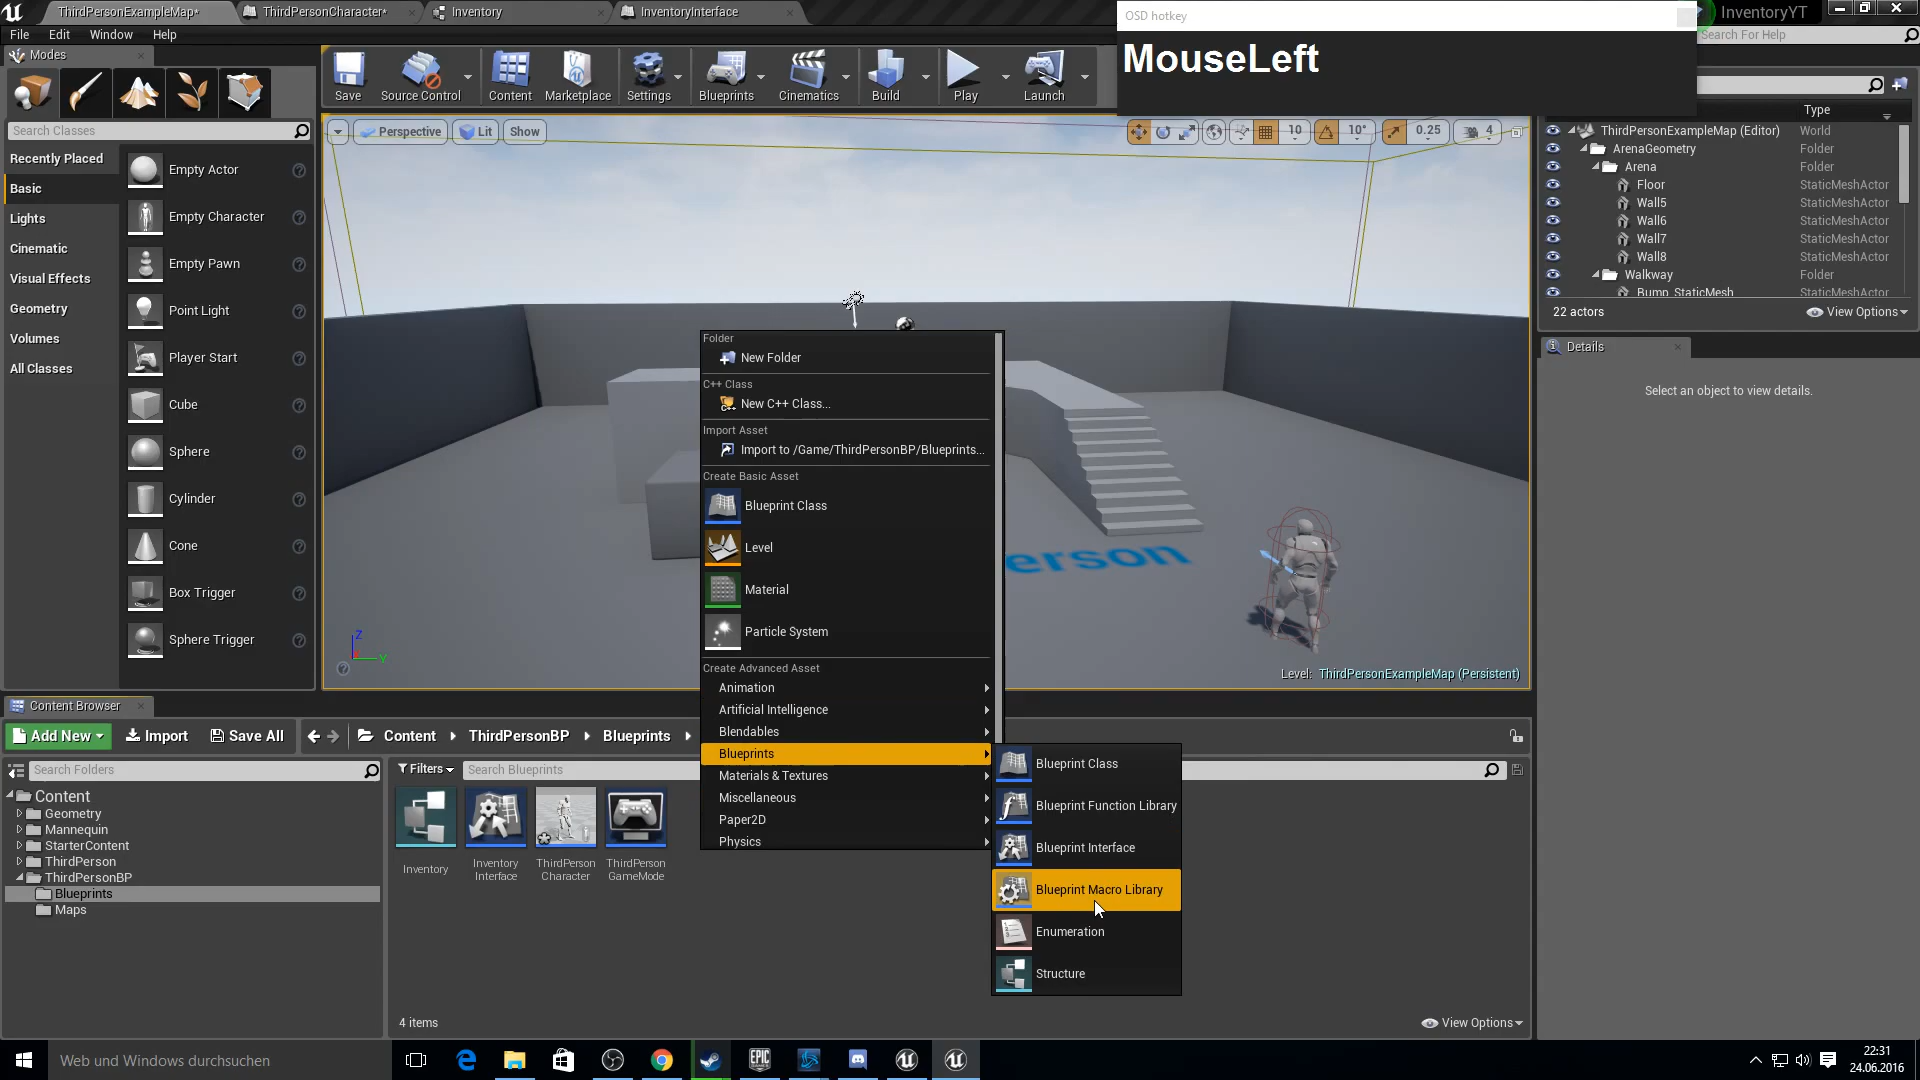 ThirdPersonExampleMap*
ThirdPersonCharacter*
Inventory
InventoryInterface
OSD hotkey
MouseLeft
InventoryYT
File
Edit
Window
Help
Search For Help
Modes
Save
Source Control
Content
Marketplace
Settings
Blueprints
Cinematics
Build
Play
Launch
Search Classes
Recently Placed
Basic
Lights
Cinematic
Visual Effects
Geometry
Volumes
All Classes
Empty Actor
Empty Character
Empty Pawn
Point Light
Player Start
Cube
Sphere
Cylinder
Cone
Box Trigger
Sphere Trigger
Perspective
Lit
Show
10
10°
0.25
4
erson
Z
Y
Level: ThirdPersonExampleMap (Persistent)
Folder
New Folder
C++ Class
New C++ Class...
Import Asset
Import to /Game/ThirdPersonBP/Blueprints...
Create Basic Asset
Blueprint Class
Level
Material
Particle System
Create Advanced Asset
Animation
Artificial Intelligence
Blendables
Blueprints
Materials & Textures
Miscellaneous
Paper2D
Physics
Blueprint Class
Blueprint Function Library
Blueprint Interface
Blueprint Macro Library
Enumeration
Structure
Type
ThirdPersonExampleMap (Editor)
World
ArenaGeometry
Folder
Arena
Folder
Floor
StaticMeshActor
Wall5
StaticMeshActor
Wall6
StaticMeshActor
Wall7
StaticMeshActor
Wall8
StaticMeshActor
Walkway
Folder
Bump_StaticMesh
StaticMeshActor
22 actors
View Options
Details
Select an object to view details.
Content Browser
Add New
Import
Save All
Content
ThirdPersonBP
Blueprints
Search Folders
Filters
Search Blueprints
Content
Geometry
Mannequin
StarterContent
ThirdPerson
ThirdPersonBP
Blueprints
Maps
Inventory
Inventory
Interface
ThirdPerson
Character
ThirdPerson
GameMode
4 items
View Options
Web und Windows durchsuchen
EPIC
GAMES
22:31
24.06.2016